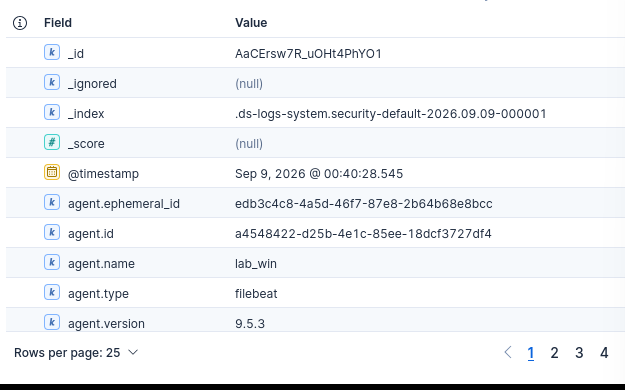 Field Value
k _id AaCErsw7R_uOHt4PhYO1
k _ignored (null)
k _index .ds-logs-system.security-default-2026.09.09-000001
# _score (null)
@timestamp Sep 9, 2026 @ 00:40:28.545
k agent.ephemeral_id edb3c4c8-4a5d-46f7-87e8-2b64b68e8bcc
k agent.id a4548422-d25b-4e1c-85ee-18dcf3727df4
k agent.name lab_win
k agent.type filebeat
k agent.version 9.5.3
Rows per page: 25 1 2 3 4